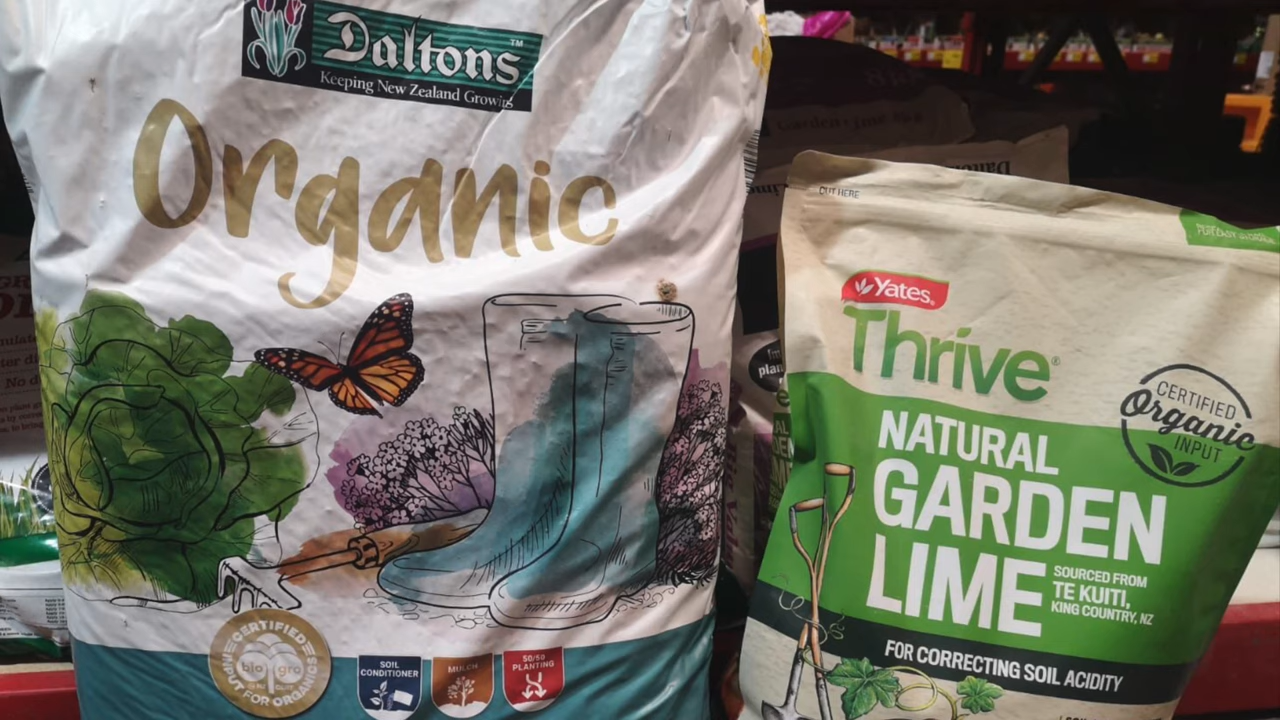 Daltons™
Keeping New Zealand Growing
Organic
CERTIFIED
bio gro
INPUT FOR ORGANICS
SOIL
CONDITIONER
MULCH
50/50
PLANTING
CUT HERE
Yates
Thrive®
CERTIFIED
Organic
INPUT
NATURAL
GARDEN
LIME
SOURCED FROM
TE KUITI,
KING COUNTRY, NZ
FOR CORRECTING SOIL ACIDITY